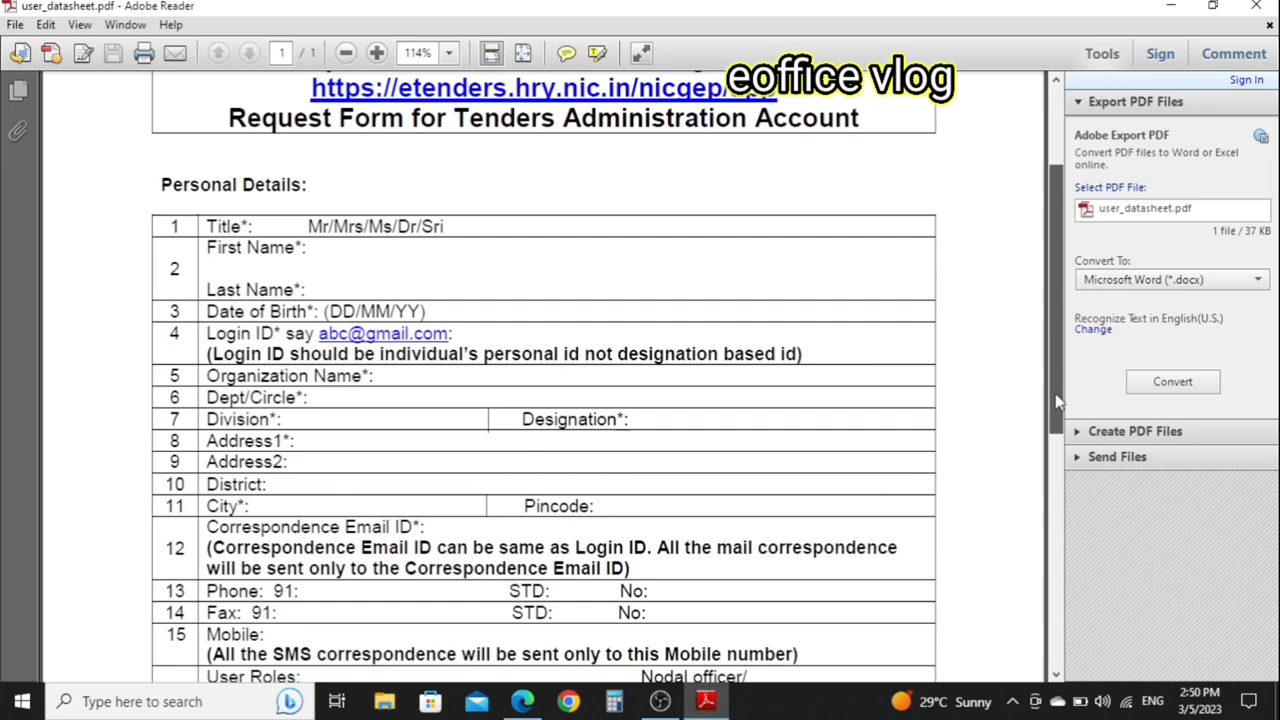 user_datasheet.pdf - Adobe Reader
File Edit View Window Help
1 / 1 114% Tools Sign Comment
eoffice vlog
https://etenders.hry.nic.in/nicgep/
Request Form for Tenders Administration Account
Personal Details:
1 Title*: Mr/Mrs/Ms/Dr/Sri
First Name*:
2
Last Name*:
3 Date of Birth*: (DD/MM/YY)
4 Login ID* say abc@gmail.com:
(Login ID should be individual's personal id not designation based id)
5 Organization Name*:
6 Dept/Circle*:
7 Division*: Designation*:
8 Address1*:
9 Address2:
10 District:
11 City*: Pincode:
Correspondence Email ID*:
12 (Correspondence Email ID can be same as Login ID. All the mail correspondence
will be sent only to the Correspondence Email ID)
13 Phone: 91: STD: No:
14 Fax: 91: STD: No:
15 Mobile:
(All the SMS correspondence will be sent only to this Mobile number)
User Roles: Nodal officer/
Sign In
Export PDF Files
Adobe Export PDF
Convert PDF files to Word or Excel
online.
Select PDF File:
user_datasheet.pdf
1 file / 37 KB
Convert To:
Microsoft Word (*.docx)
Recognize Text in English(U.S.)
Change
Convert
Create PDF Files
Send Files
Type here to search
29°C Sunny
ENG
2:50 PM
3/5/2023